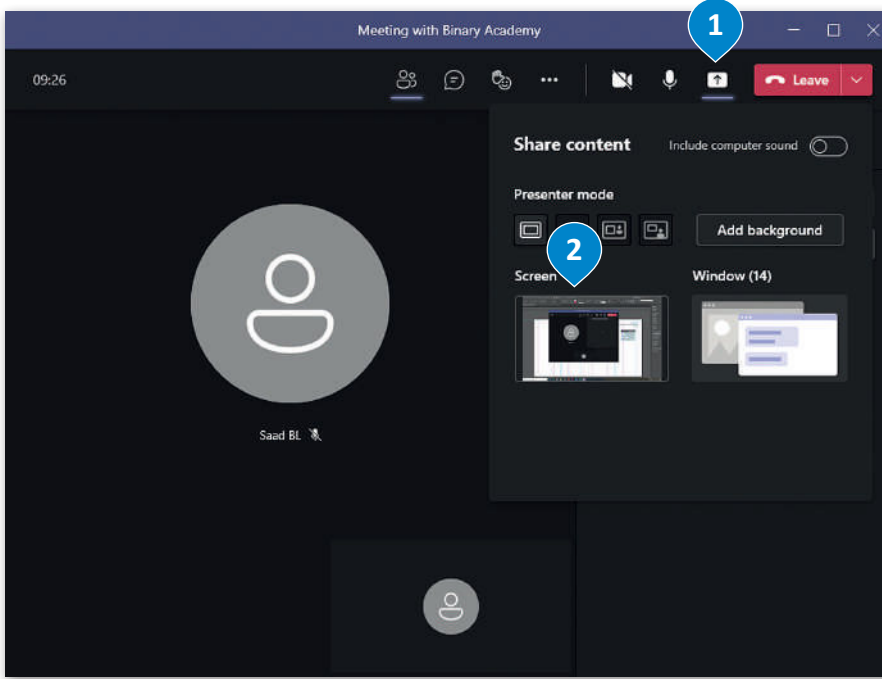 Meeting with Binary Academy
1
09:26
Leave
Share content
Include computer sound
Presenter mode
Add background
2
Screen
Window (14)
Saad BL